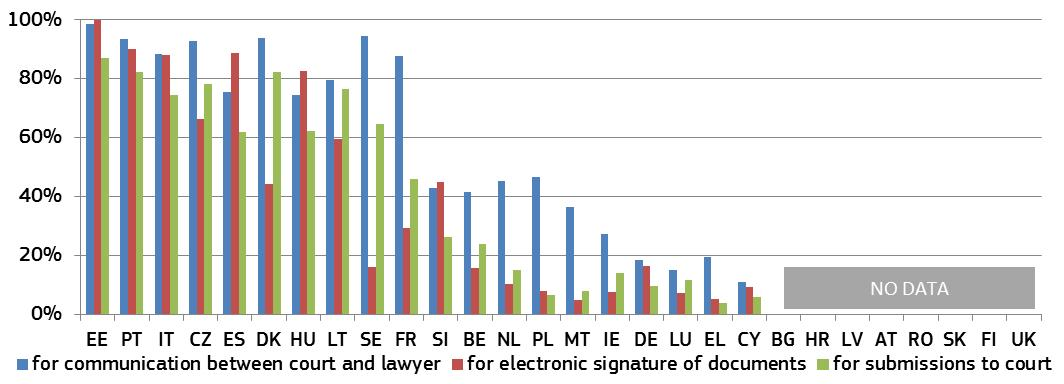 100%
80%
60%
40%
20%
0%
NO DATA
EE PT IT CZ ES DK HU LT SE FR SI BE NL PL MT IE DE LU EL CY BG HR LV AT RO SK FI UK
for communication between court and lawyer for electronic signature of documents for submissions to court